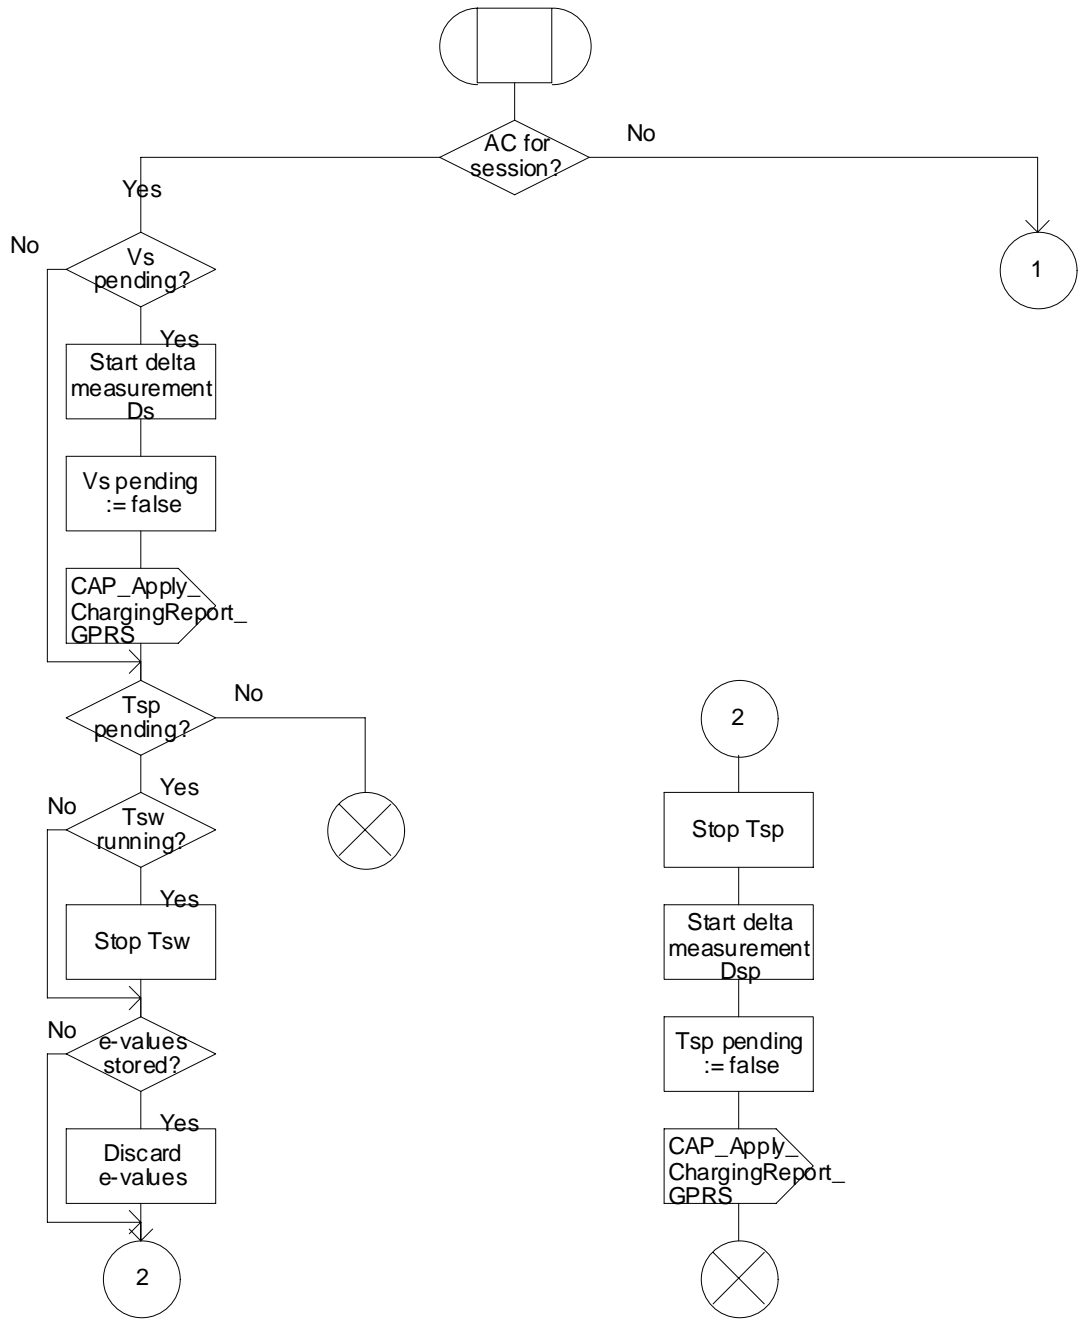 AC for
session?
No
Yes
1
No
Vs
pending?
Yes
Start delta
measurement
Ds
Vs pending
:= false
CAP_Apply_
ChargingReport_
GPRS
Tsp
pending?
No
Yes
No
Tsw
running?
Yes
Stop Tsw
No
e-values
stored?
Yes
Discard
e-values
2
2
Stop Tsp
Start delta
measurement
Dsp
Tsp pending
:= false
CAP_Apply_
ChargingReport_
GPRS